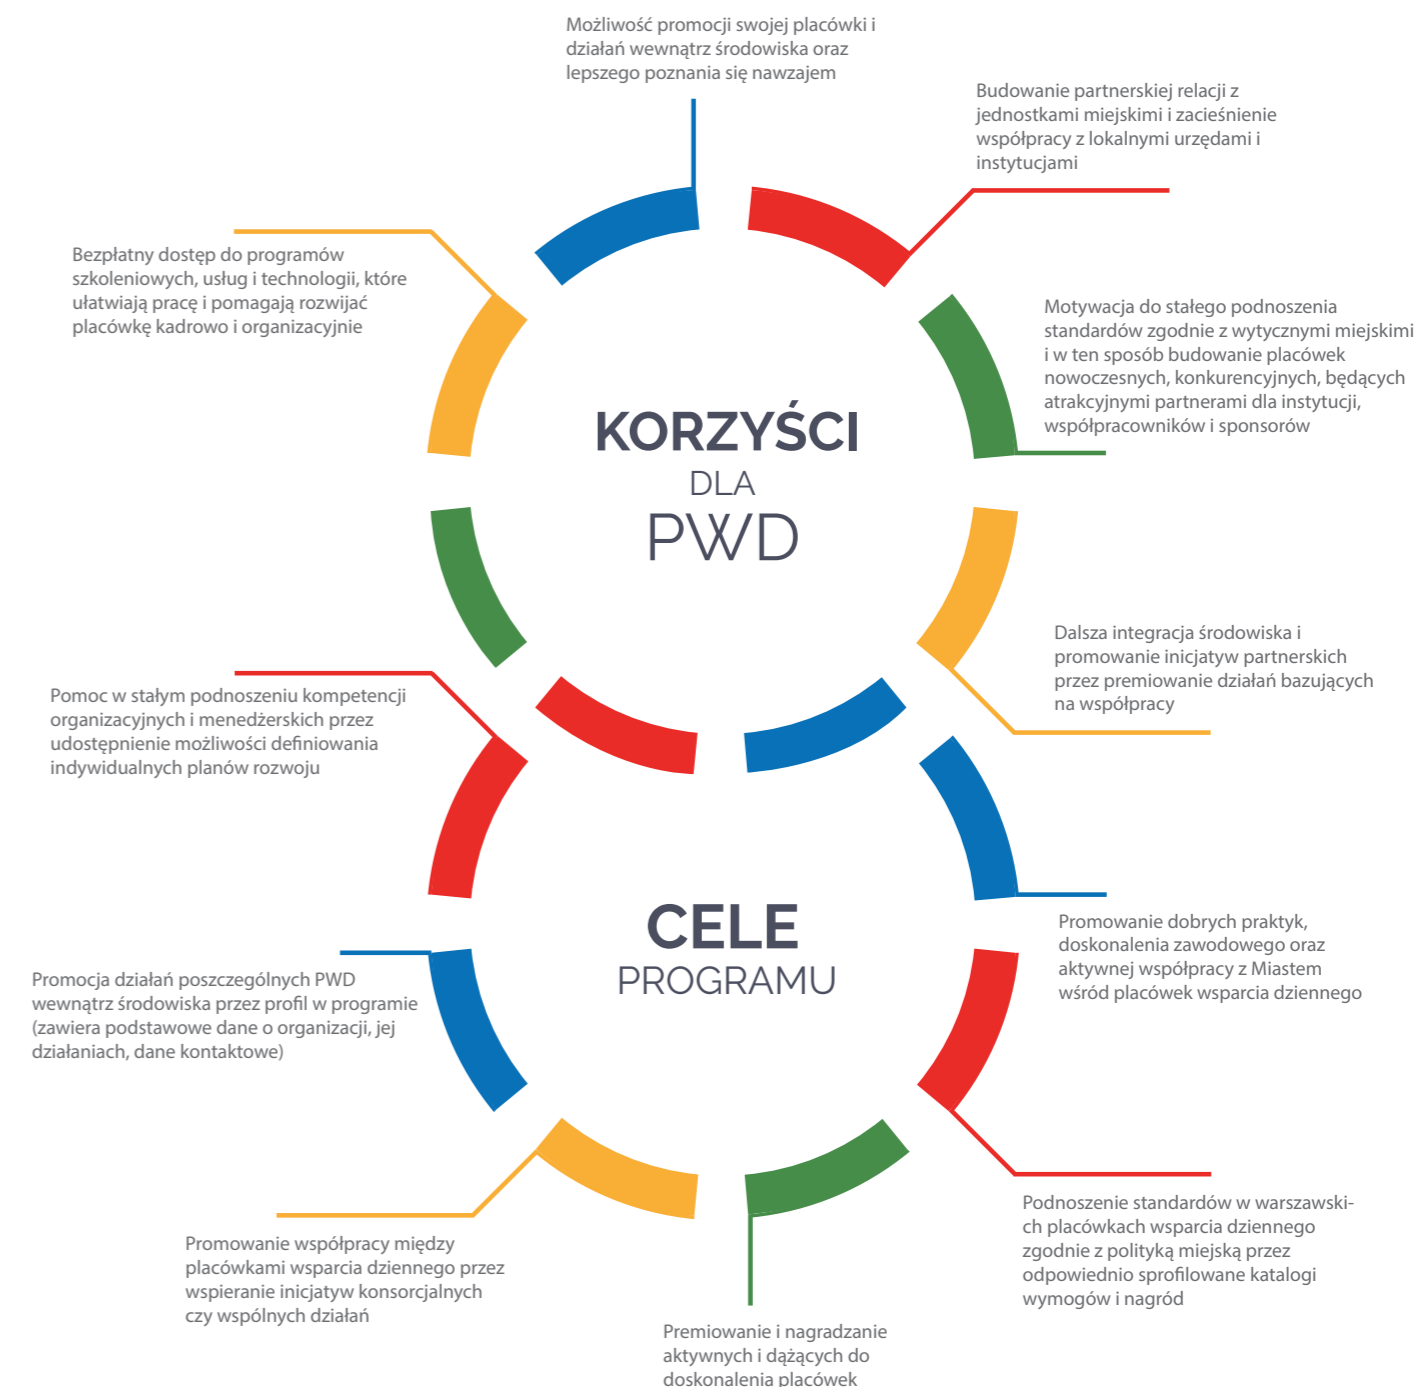 Możliwość promocji swojej placówki i
działań wewnątrz środowiska oraz
lepszego poznania się nawzajem
Budowanie partnerskiej relacji z
jednostkami miejskimi i zacieśnienie
współpracy z lokalnymi urzędami i
instytucjami
Bezpłatny dostęp do programów
szkoleniowych, usług i technologii, które
ułatwiają pracę i pomagają rozwijać
placówkę kadrowo i organizacyjnie
Motywacja do stałego podnoszenia
standardów zgodnie z wytycznymi miejskimi
i w ten sposób budowanie placówek
nowoczesnych, konkurencyjnych, będących
atrakcyjnymi partnerami dla instytucji,
współpracowników i sponsorów
KORZYŚCI
DLA
PWD
Dalsza integracja środowiska i
promowanie inicjatyw partnerskich
przez premiowanie działań bazujących
na współpracy
Pomoc w stałym podnoszeniu kompetencji
organizacyjnych i menedżerskich przez
udostępnienie możliwości definiowania
indywidualnych planów rozwoju
CELE
PROGRAMU
Promowanie dobrych praktyk,
doskonalenia zawodowego oraz
aktywnej współpracy z Miastem
wśród placówek wsparcia dziennego
Promocja działań poszczególnych PWD
wewnątrz środowiska przez profil w programie
(zawiera podstawowe dane o organizacji, jej
działaniach, dane kontaktowe)
Podnoszenie standardów w warszawski-
ch placówkach wsparcia dziennego
zgodnie z polityką miejską przez
odpowiednio sprofilowane katalogi
wymogów i nagród
Promowanie współpracy między
placówkami wsparcia dziennego przez
wspieranie inicjatyw konsorcjalnych
czy wspólnych działań
Premiowanie i nagradzanie
aktywnych i dążących do
doskonalenia placówek